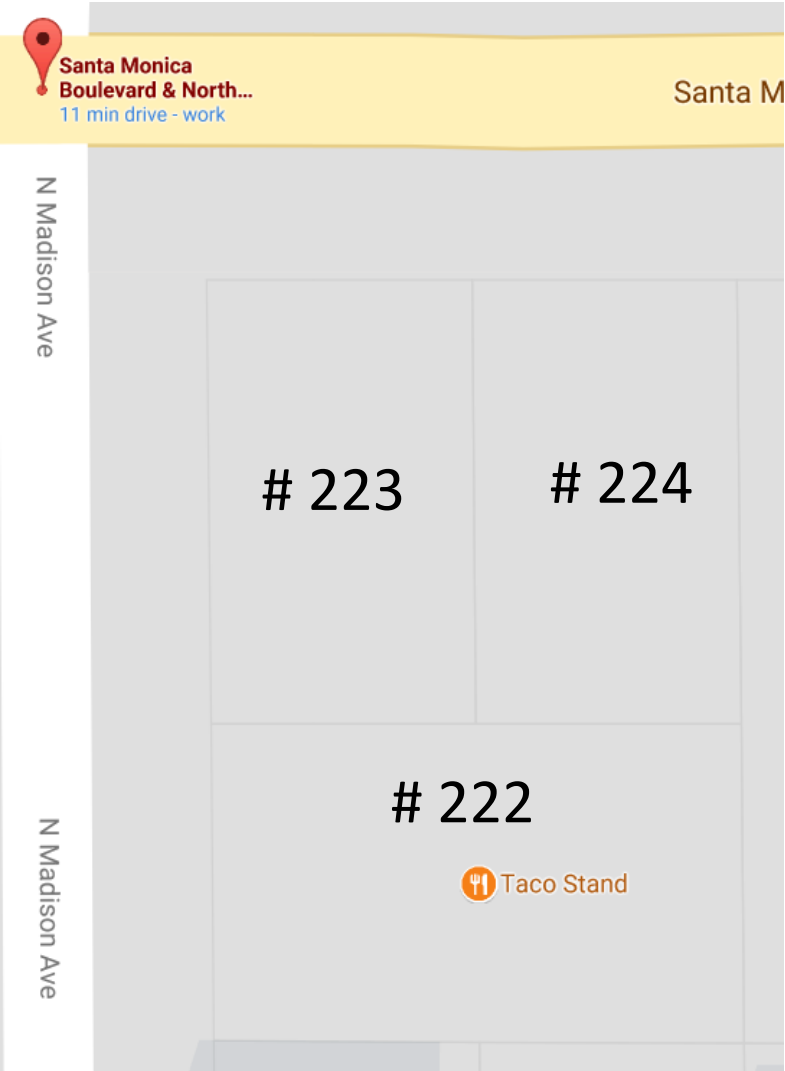 Santa Monica
Boulevard & North...
11 min drive - work
Santa M
N Madison Ave
# 223
# 224
# 222
Taco Stand
N Madison Ave